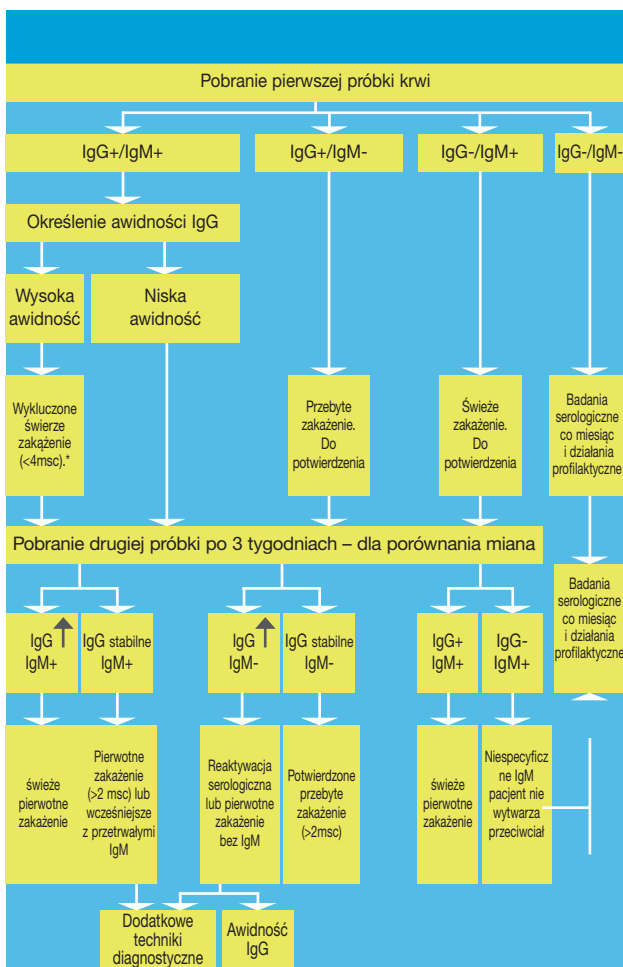 Pobranie pierwszej próbki krwi
IgG+/IgM+
IgG+/IgM-
IgG-/IgM+
IgG-/IgM-
Określenie awidności IgG
Wysoka
awidność
Niska
awidność
Wykluczone
świerze
zakążenie
(<4msc).*
Przebyte
zakażenie.
Do
potwierdzenia
Świeże
zakażenie.
Do
potwierdzenia
Badania
serologiczne
co miesiąc
i działania
profilaktyczne
Pobranie drugiej próbki po 3 tygodniach – dla porównania miana
Badania
serologiczne
co miesiąc
i działania
profilaktyczne
IgG
IgM+
IgG stabilne
IgM+
IgG
IgM-
IgG stabilne
IgM-
IgG+
IgM+
IgG-
IgM+
świeże
pierwotne
zakażenie
Pierwotne
zakażenie
(>2 msc) lub
wcześniejsze
z przetrwałymi
IgM
Reaktywacja
serologiczna
lub pierwotne
zakażenie
bez IgM
Potwierdzone
przebyte
zakażenie
(>2msc)
świeże
pierwotne
zakażenie
Niespecyficz
ne IgM
pacjent nie
wytwarza
przeciwciał
Dodatkowe
techniki
diagnostyczne
Awidność
IgG